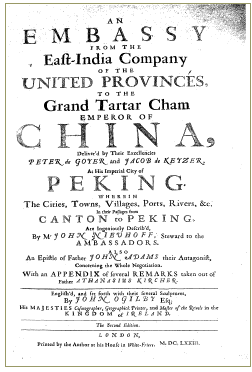 AN
EMBASSY
FROM THE
East-India Company
OF THE
UNITED PROVINCES,
TO THE
Grand Tartar Cham
EMPEROR OF
CHINA,
Deliver'd by Their Excellencies
PETER de GOYER and JACOB de KEYZER,
At His Imperial City of
PEKING.
WHEREIN
The Cities, Towns, Villages, Ports, Rivers, &c.
In their Passages from
CANTON to PEKING,
Are Ingeniously Describ'd,
By Mr JOHN NIEUHOFF, Steward to the
AMBASSADORS.
ALSO
An Epistle of Father JOHN ADAMS their Antagonist,
Concerning the Whole Negotiation.
With an APPENDIX of several REMARKS taken out of
Father ATHANASIUS KIRCHER.
English'd, and set forth with their several Sculptures,
By JOHN OGILBY Esq;
His MAJESTIES Cosmographer, Geographick Printer, and Master of the Revels in the
KINGDOM of IRELAND.
The Second Edition.
LONDON,
Printed by the Author at his House in White-Friers. M. DC. LXXIII.